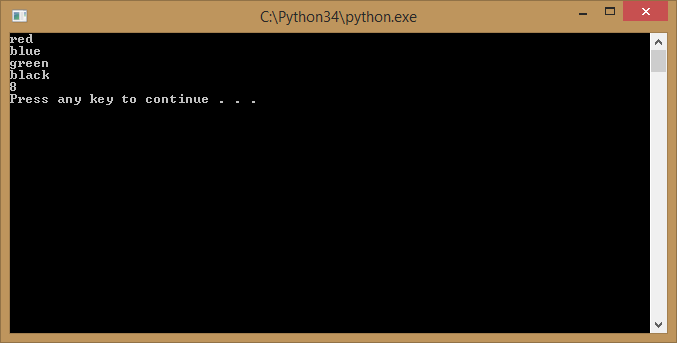 C:\Python34\python.exe
red
blue
green
black
8
Press any key to continue . . .